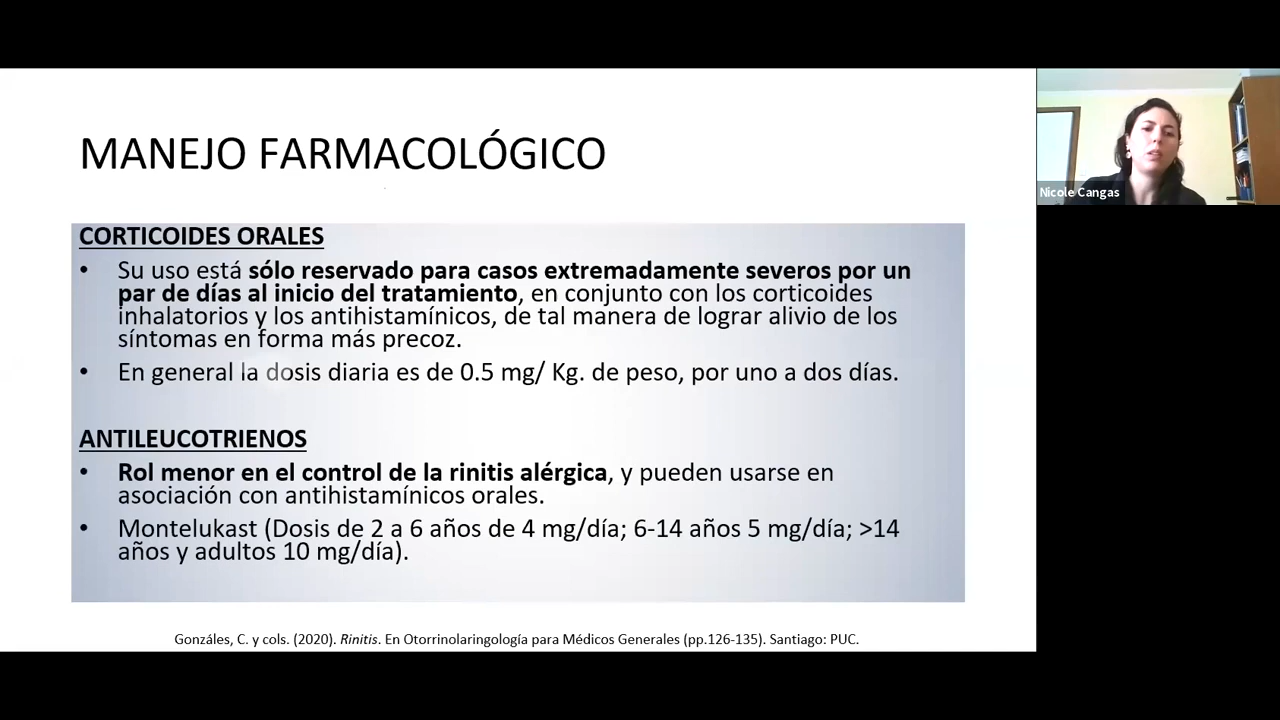 MANEJO FARMACOLÓGICO
Nicole Cangas
CORTICOIDES ORALES
• Su uso está sólo reservado para casos extremadamente severos por un
par de días al inicio del tratamiento, en conjunto con los corticoides
inhalatorios y los antihistamínicos, de tal manera de lograr alivio de los
síntomas en forma más precoz.
• En general la dosis diaria es de 0.5 mg/ Kg. de peso, por uno a dos días.
ANTILEUCOTRIENOS
• Rol menor en el control de la rinitis alérgica, y pueden usarse en
asociación con antihistamínicos orales.
• Montelukast (Dosis de 2 a 6 años de 4 mg/día; 6-14 años 5 mg/día; >14
años y adultos 10 mg/día).
Gonzáles, C. y cols. (2020). Rinitis. En Otorrinolaringología para Médicos Generales (pp.126-135). Santiago: PUC.